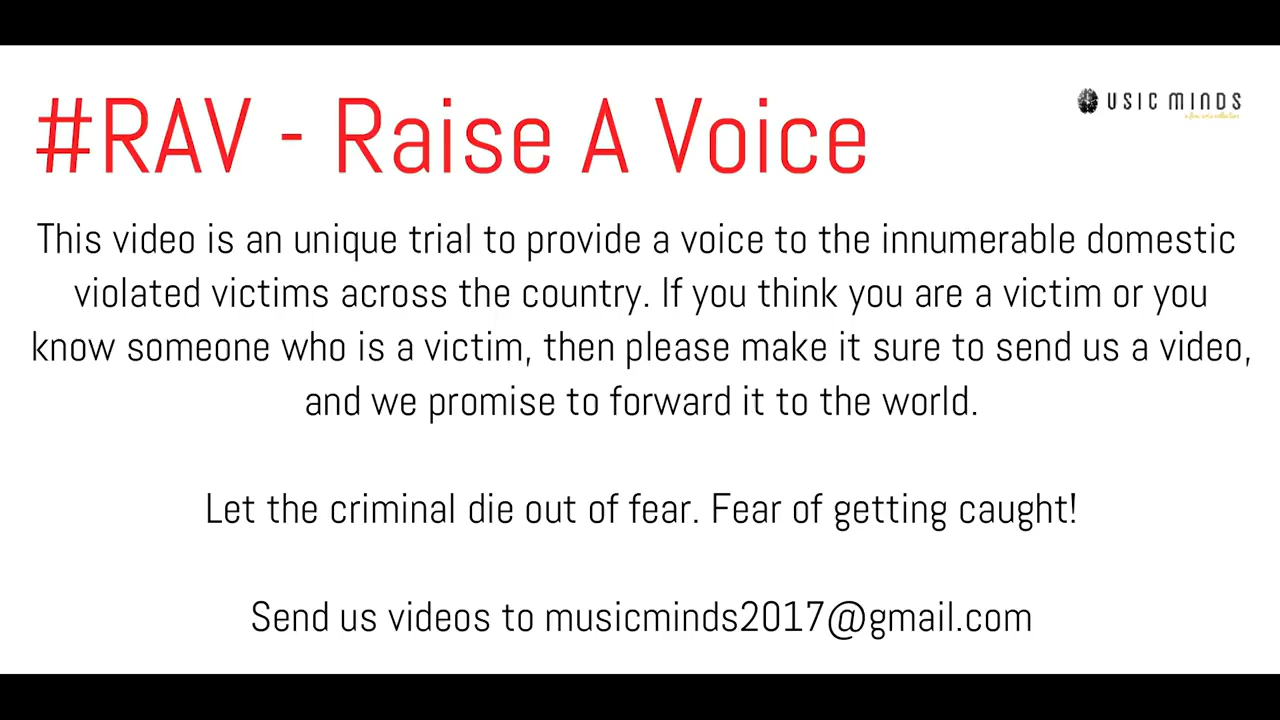 #RAV - Raise A Voice
USIC MINDS
This video is an unique trial to provide a voice to the innumerable domestic
violated victims across the country. If you think you are a victim or you
know someone who is a victim, then please make it sure to send us a video,
and we promise to forward it to the world.
Let the criminal die out of fear. Fear of getting caught!
Send us videos to musicminds2017@gmail.com